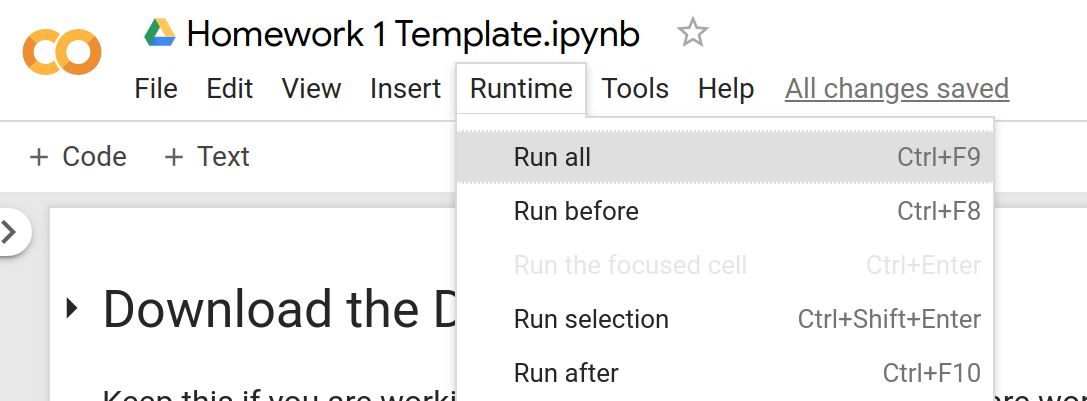 Homework 1 Template.ipynb
File Edit View Insert Runtime Tools Help All changes saved
+ Code + Text
Run all Ctrl+F9
Run before Ctrl+F8
Run the focused cell Ctrl+Enter
Run selection Ctrl+Shift+Enter
Run after Ctrl+F10
Download the
Keep this if you are